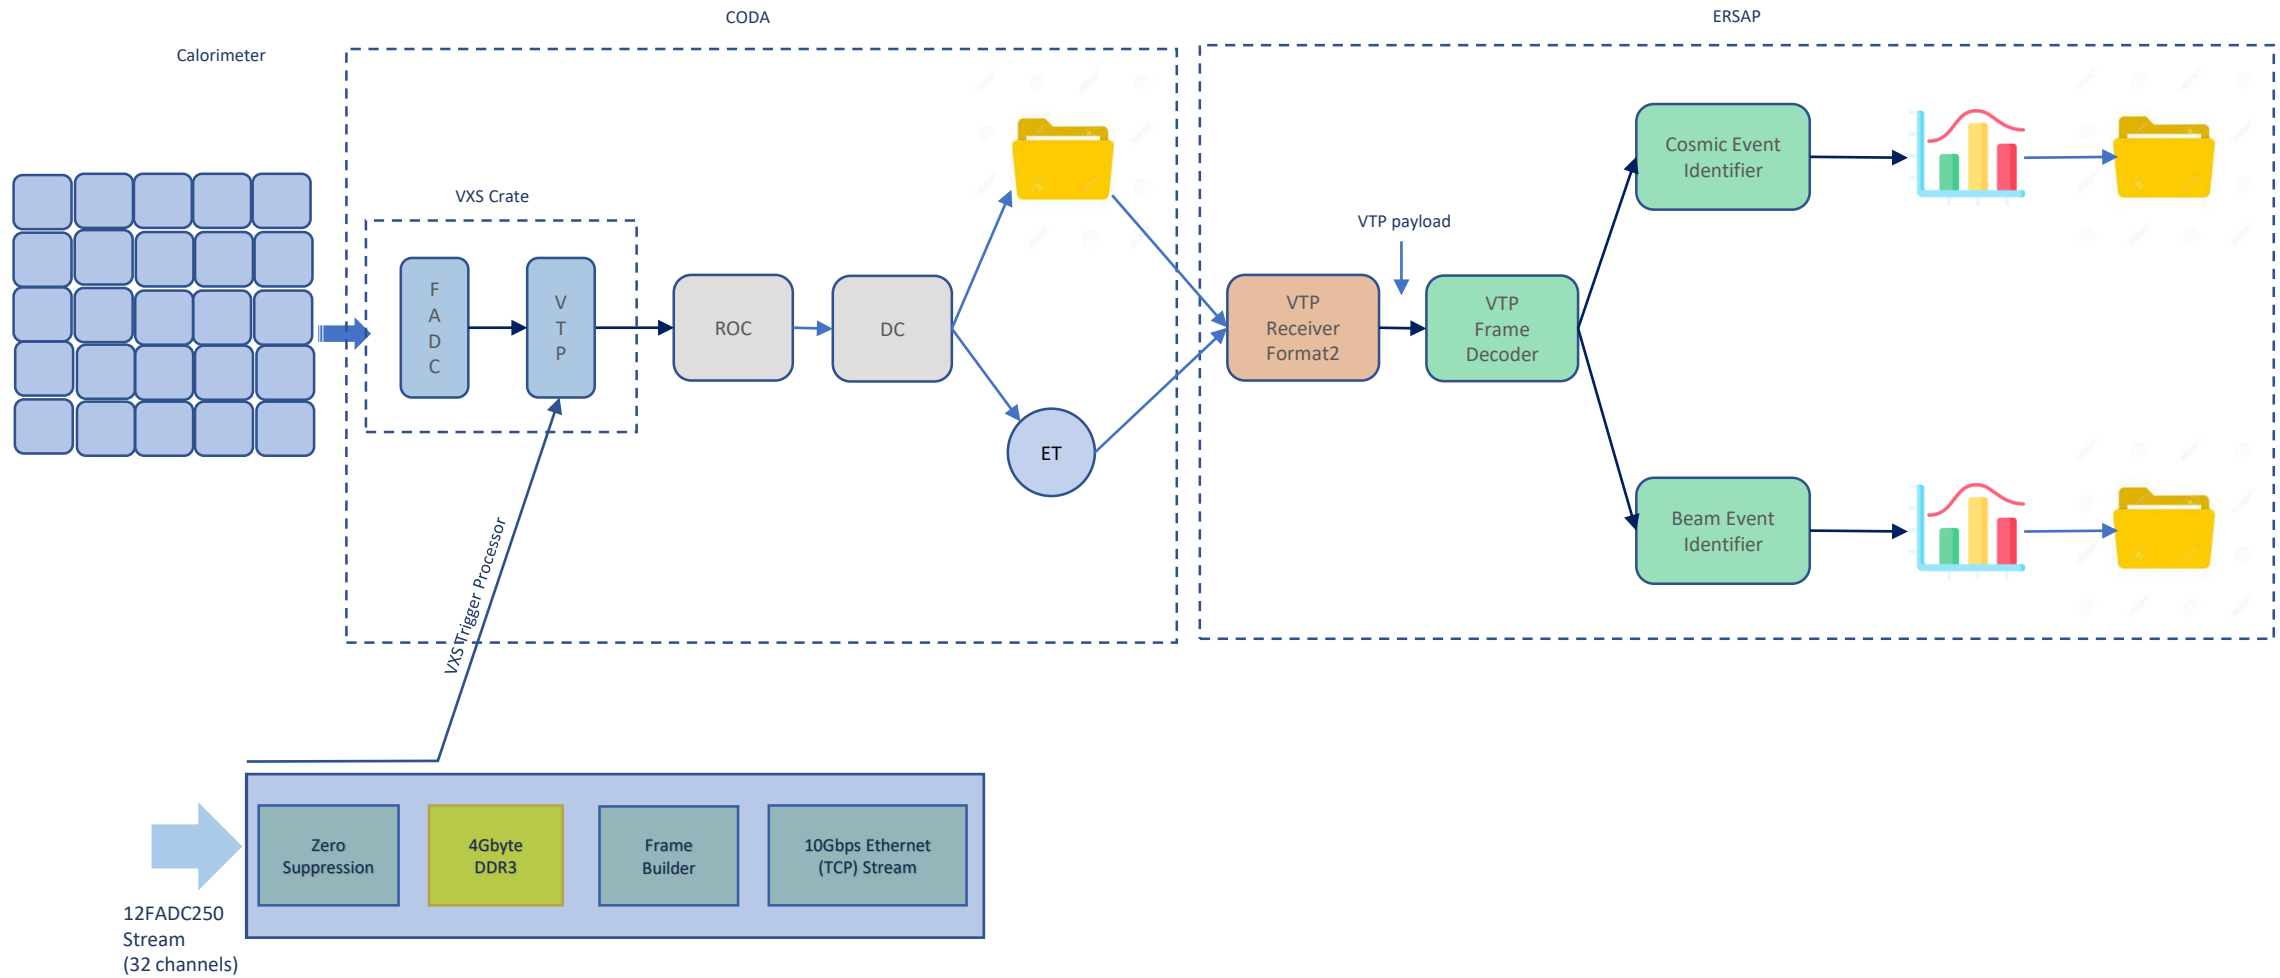 CODA
ERSAP
Calorimeter
VXS Crate
F
A
D
C
V
T
P
ROC
DC
ET
VTP payload
VTP
Receiver
Format2
VTP
Frame
Decoder
Cosmic Event
Identifier
Beam Event
Identifier
VXS Trigger Processor
Zero
Suppression
4Gbyte
DDR3
Frame
Builder
10Gbps Ethernet
(TCP) Stream
12FADC250
Stream
(32 channels)